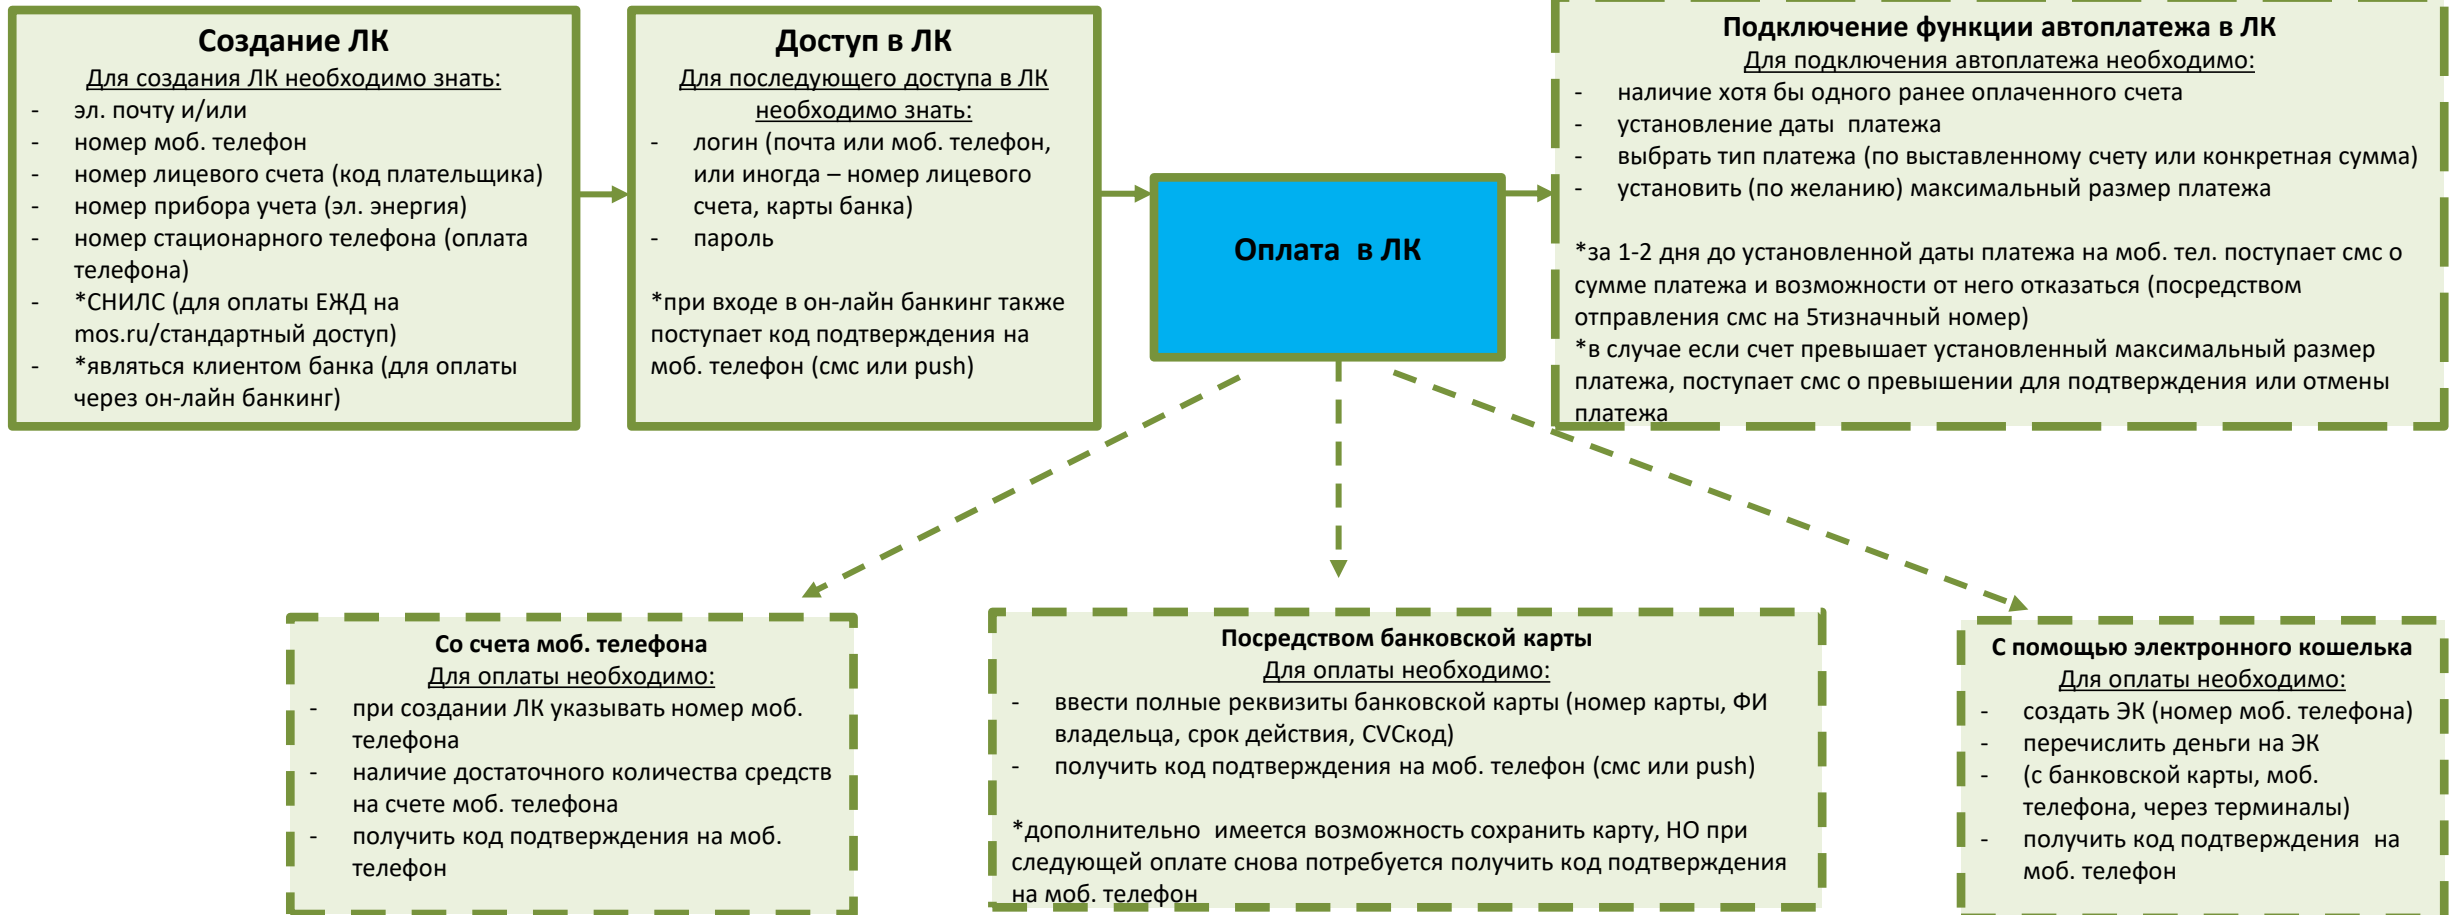 Создание ЛК
Для создания ЛК необходимо знать:
- эл. почту и/или
- номер моб. телефон
- номер лицевого счета (код плательщика)
- номер прибора учета (эл. энергия)
- номер стационарного телефона (оплата
телефона)
- *СНИЛС (для оплаты ЕЖД на
mos.ru/стандартный доступ)
- *являться клиентом банка (для оплаты
через он-лайн банкинг)
Доступ в ЛК
Для последующего доступа в ЛК
необходимо знать:
- логин (почта или моб. телефон,
или иногда – номер лицевого
счета, карты банка)
- пароль
*при входе в он-лайн банкинг также
поступает код подтверждения на
моб. телефон (смс или push)
Оплата в ЛК
Подключение функции автоплатежа в ЛК
Для подключения автоплатежа необходимо:
- наличие хотя бы одного ранее оплаченного счета
- установление даты платежа
- выбрать тип платежа (по выставленному счету или конкретная сумма)
- установить (по желанию) максимальный размер платежа
*за 1-2 дня до установленной даты платежа на моб. тел. поступает смс о
сумме платежа и возможности от него отказаться (посредством
отправления смс на 5тизначный номер)
*в случае если счет превышает установленный максимальный размер
платежа, поступает смс о превышении для подтверждения или отмены
платежа
Со счета моб. телефона
Для оплаты необходимо:
- при создании ЛК указывать номер моб.
телефона
- наличие достаточного количества средств
на счете моб. телефона
- получить код подтверждения на моб.
телефон
Посредством банковской карты
Для оплаты необходимо:
- ввести полные реквизиты банковской карты (номер карты, ФИ
владельца, срок действия, CVCкод)
- получить код подтверждения на моб. телефон (смс или push)
*дополнительно имеется возможность сохранить карту, НО при
следующей оплате снова потребуется получить код подтверждения
на моб. телефон
С помощью электронного кошелька
Для оплаты необходимо:
- создать ЭК (номер моб. телефона)
- перечислить деньги на ЭК
- (с банковской карты, моб.
телефона, через терминалы)
- получить код подтверждения на
моб. телефон